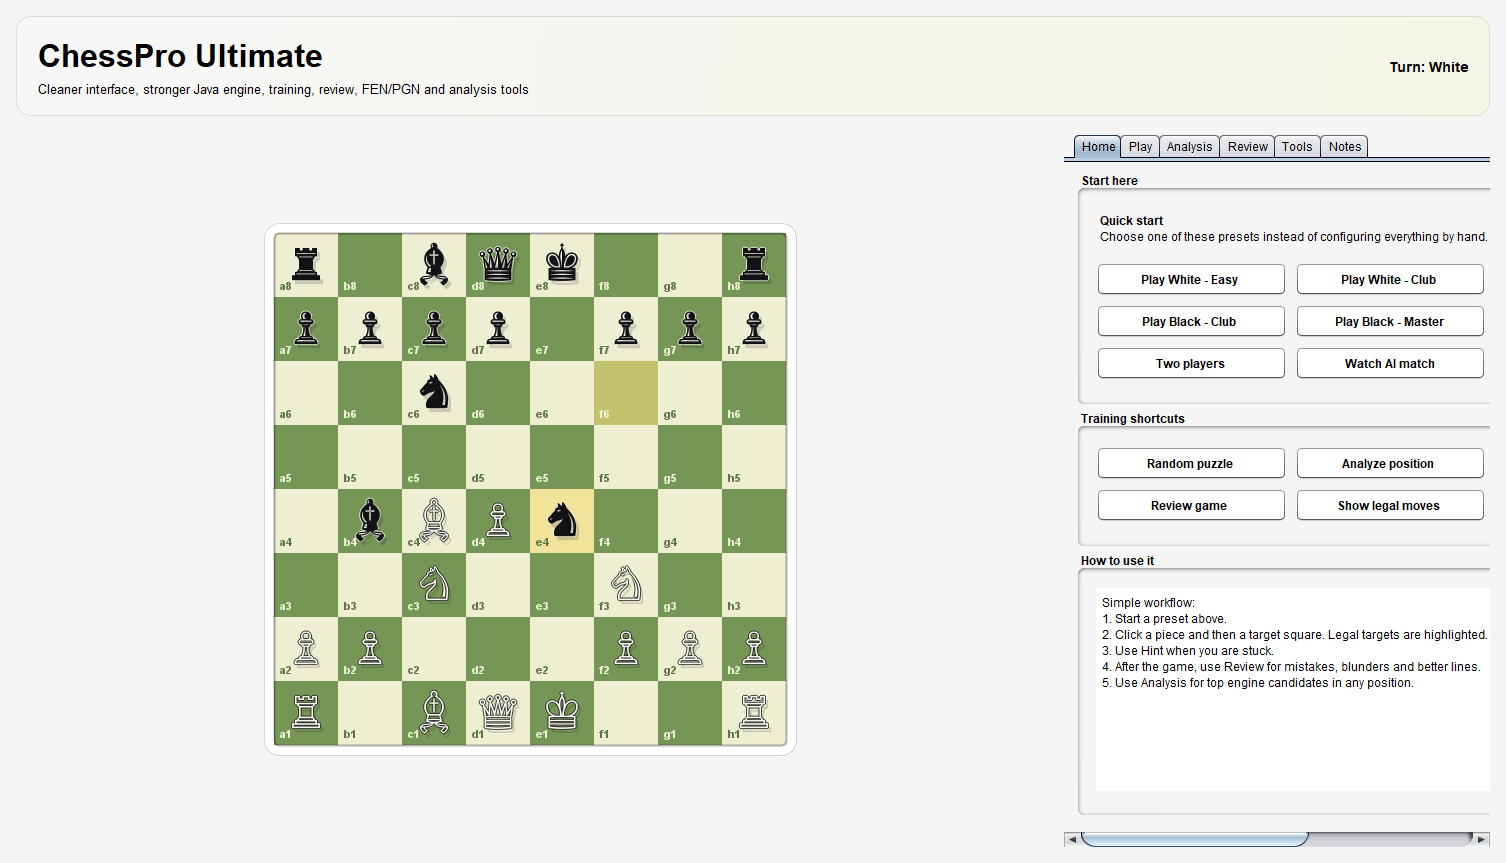 ChessPro Ultimate
Cleaner interface, stronger Java engine, training, review, FEN/PGN and analysis tools
Turn: White
Home Play Analysis Review Tools Notes
Start here
Quick start
Choose one of these presets instead of configuring everything by hand.
Play White - Easy Play White - Club
Play Black - Club Play Black - Master
Two players Watch AI match
Training shortcuts
Random puzzle Analyze position
Review game Show legal moves
How to use it
Simple workflow:
1. Start a preset above.
2. Click a piece and then a target square. Legal targets are highlighted.
3. Use Hint when you are stuck.
4. After the game, use Review for mistakes, blunders and better lines.
5. Use Analysis for top engine candidates in any position.
a8 b8 c8 d8 e8 f8 g8 h8
a7 b7 c7 d7 e7 f7 g7 h7
a6 b6 c6 d6 e6 f6 g6 h6
a5 b5 c5 d5 e5 f5 g5 h5
a4 b4 c4 d4 e4 f4 g4 h4
a3 b3 c3 d3 e3 f3 g3 h3
a2 b2 c2 d2 e2 f2 g2 h2
a1 b1 c1 d1 e1 f1 g1 h1